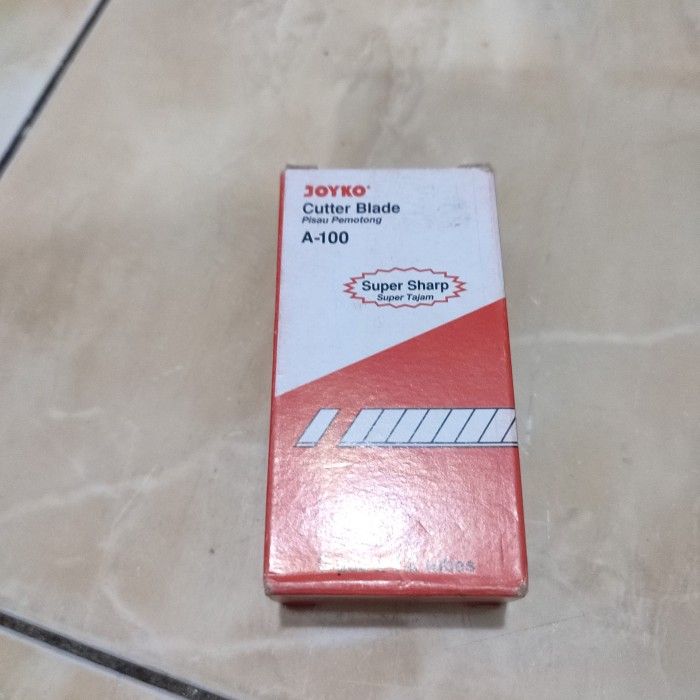 JOYKO®
Cutter Blade
Pisau Pemotong
A-100
Super Sharp
Super Tajam